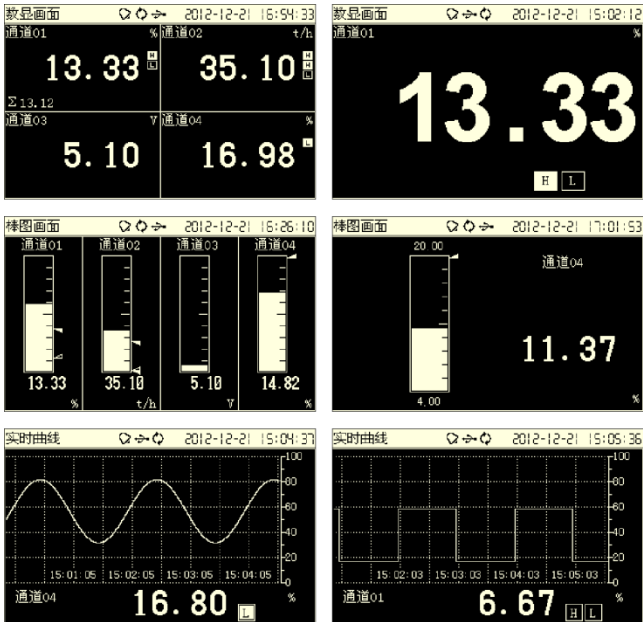 数显画面 2012-12-21 16:54:33
通道01 % 通道02 t/h
13.33 H L 35.10 H H L
Σ13.12
通道03 V 通道04 %
5.10 16.98 L
数显画面 2012-12-21 15:02:12
通道01 %
13.33
H L
棒图画面 2012-12-21 16:26:10
通道01 通道02 通道03 通道04
13.33 35.10 5.10 14.82
% t/h V %
棒图画面 2012-12-21 17:01:53
20.00
通道04
11.37
4.00 %
实时曲线 2012-12-21 15:04:37
100
80
60
40
20
15:01:05 15:02:05 15:03:05 15:04:05
0
通道04 16.80 L %
实时曲线 2012-12-21 15:05:36
100
80
60
40
20
15:02:03 15:03:03 15:04:03 15:05:03
0
通道01 6.67 H L %